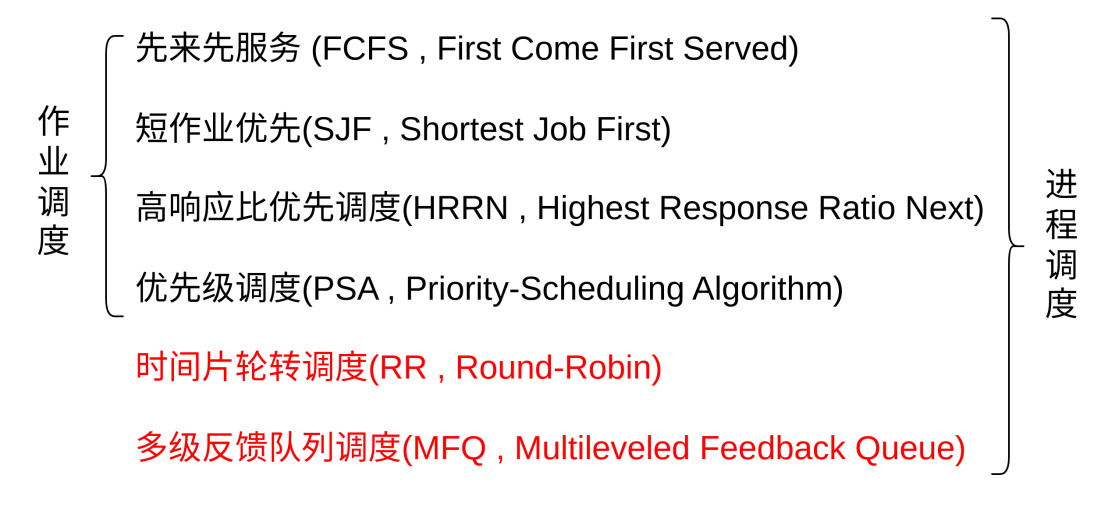 作业调度
先来先服务 (FCFS , First Come First Served)
短作业优先(SJF , Shortest Job First)
高响应比优先调度(HRRN , Highest Response Ratio Next)
优先级调度(PSA , Priority-Scheduling Algorithm)
时间片轮转调度(RR , Round-Robin)
多级反馈队列调度(MFQ , Multileveled Feedback Queue)
进程调度